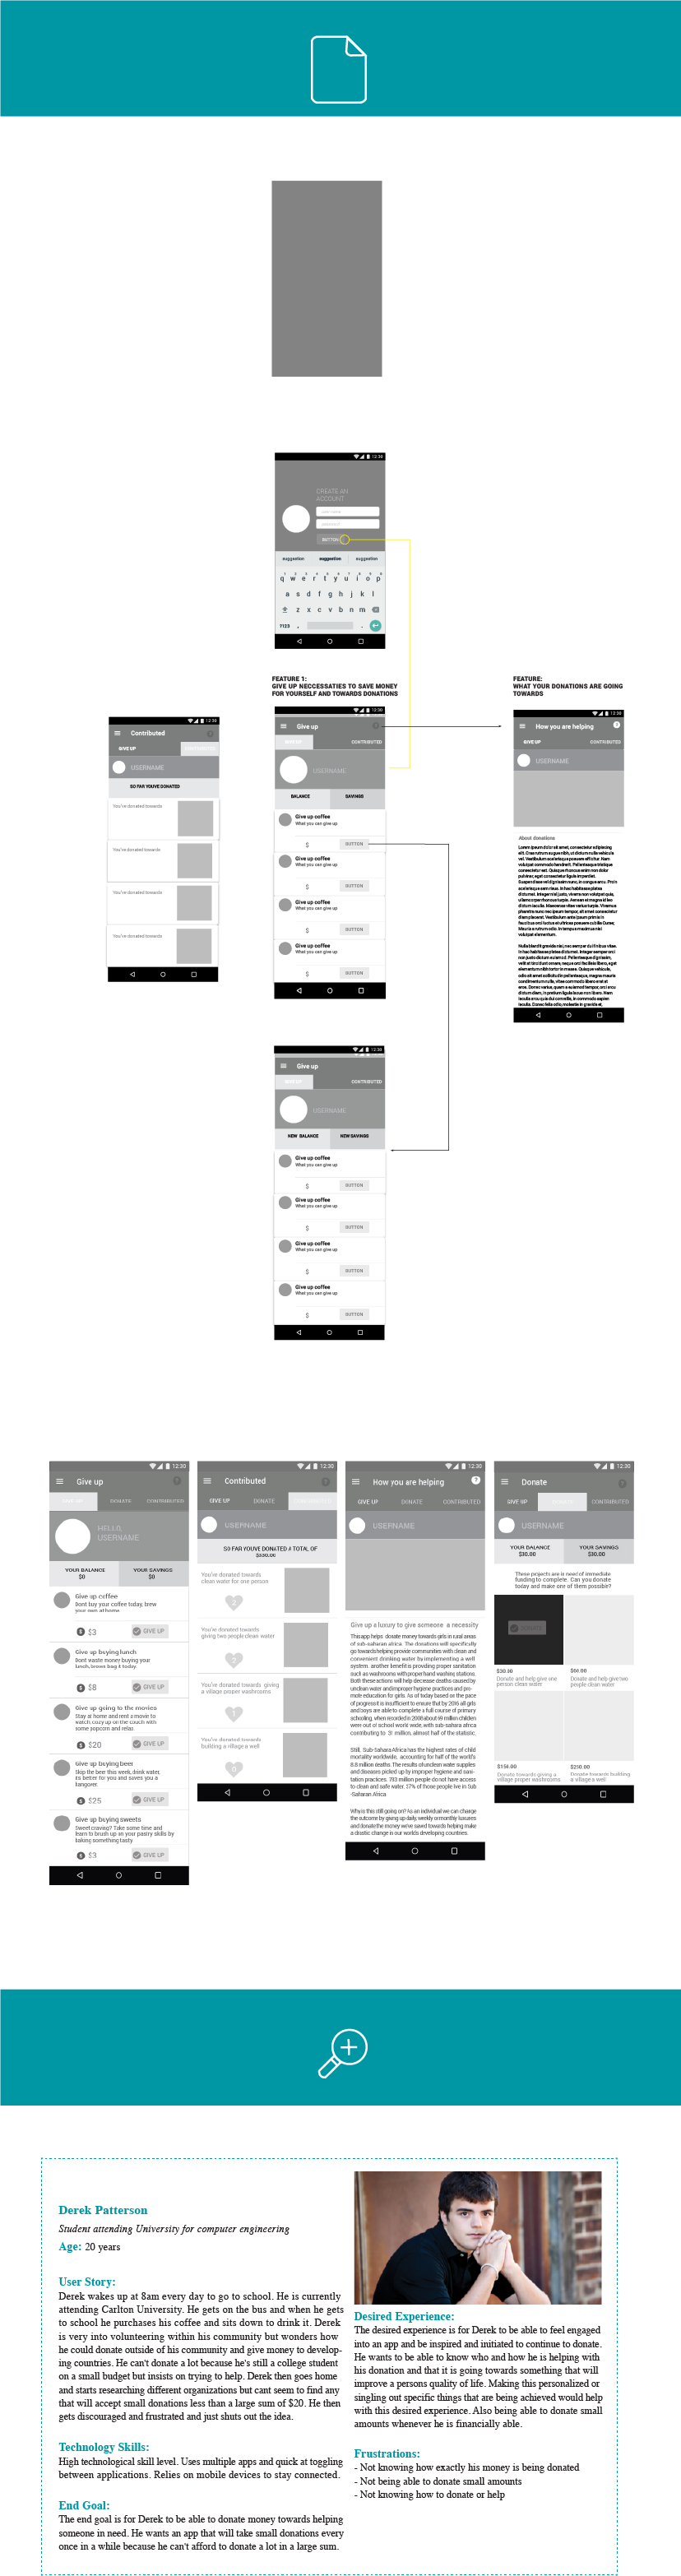 12:30
CREATE AN
ACCOUNT
BUTTON
suggestion suggestion suggestion
q w e r t y u i o p
a s d f g h j k l
z x c v b n m
?123 , .
FEATURE 1:
GIVE UP NECCESSATIES TO SAVE MONEY
FOR YOURSELF AND TOWARDS DONATIONS
FEATURE:
WHAT YOUR DONATIONS ARE GOING
TOWARDS
12:30
Contributed
GIVE UP CONTRIBUTED
USERNAME
SO FAR YOUVE DONATED
You've donated towards
You've donated towards
You've donated towards
You've donated towards
12:30
Give up
GIVE UP CONTRIBUTED
USERNAME
BALANCE SAVINGS
Give up coffee
What you can give up
$ BUTTON
Give up coffee
What you can give up
$ BUTTON
Give up coffee
What you can give up
$ BUTTON
Give up coffee
What you can give up
$ BUTTON
12:30
How you are helping
?
GIVE UP CONTRIBUTED
USERNAME
About donations
12:30
Give up
GIVE UP CONTRIBUTED
USERNAME
NEW BALANCE NEW SAVINGS
Give up coffee
What you can give up
$ BUTTON
Give up coffee
What you can give up
$ BUTTON
Give up coffee
What you can give up
$ BUTTON
Give up coffee
What you can give up
$ BUTTON
12:30
Give up ?
GIVE UP DONATE CONTRIBUTED
HELLO,
USERNAME
YOUR BALANCE YOUR SAVINGS
$0 $0
Give up coffee
Dont buy your coffee today, brew
your own at home
$3 GIVE UP
Give up buying lunch
Dont waste money buying your
lunch, brown bag it today.
$8 GIVE UP
Give up going to the movies
Stay at home and rent a movie to
watch cozy up on the couch with
some popcorn and relax
$20 GIVE UP
Give up buying beer
Skip the beer this week, drink water,
its better for you and saves you a
hangover.
$25 GIVE UP
Give up buying sweets
Sweet craving? Take some time and
learn to brush up on your pastry skills by
baking something tasty
$3 GIVE UP
12:30
Contributed ?
GIVE UP DONATE CONTRIBUTED
USERNAME
SO FAR YOUVE DONATED A TOTAL OF
$330.00
You've donated towards
clean water for one person
You've donated towards
giving two people clean water
You've donated towards giving
a village proper washrooms
1
You've donated towards
building a village a well
0
12:30
How you are helping ?
GIVE UP DONATE CONTRIBUTED
USERNAME
Give up a luxury to give someone a necessity
This app helps donate money towards girls in rural areas
of sub-saharan africa. The donations will specifically
go towards helping provide communities with clean and
convenient drinking water by implementing a well
system. another benefit is providing proper sanitation
such as washrooms with proper hand washing stations.
Both these actions will help decrease deaths caused by
unclean water and improper hygiene practices and pro-
mote education for girls. As of today based on the pace
of progress it is insufficient to ensure that by 2016 all girls
and boys are able to complete a full course of primary
schooling. when recorded in 2008 about 69 million children
were out of school world wide, with sub-sahara africa
contributing to 31 million, almost half of the statistic.
Still, Sub-Sahara Africa has the highest rates of child
mortality worldwide, accounting for half of the world's
8.8 million deaths. The results of unclean water supplies
and illnesses picked up by improper hygiene and sani-
tation practices. 783 million people do not have access
to clean and safe water. 37% of those people live in Sub
-Saharan Africa
Why is this still going on? As an individual we can change
the outcome by giving up daily, weekly or monthly luxuries
and donate the money we've saved towards helping make
a drastic change in our worlds developing countries.
12:30
Donate ?
GIVE UP DONATE CONTRIBUTED
USERNAME
YOUR BALANCE YOUR SAVINGS
$30.00 $30.00
These projects are in need of immediate
funding to complete. Can you donate
today and make one of them possible?
DONATE
$30.00 $60.00
Donate and help give one
person clean water
Donate and help give two
people clean water
$150.00 $250.00
Donate towards giving a
village proper washrooms
Donate towards building
a village a well
Derek Patterson
Student attending University for computer engineering
Age: 20 years
User Story:
Derek wakes up at 8am every day to go to school. He is currently
attending Carlton University. He gets on the bus and when he gets
to school he purchases his coffee and sits down to drink it. Derek
is very into volunteering within his community but wonders how
he could donate outside of his community and give money to develop-
ing countries. He can't donate a lot because he's still a college student
on a small budget but insists on trying to help. Derek then goes home
and starts researching different organizations but cant seem to find any
that will accept small donations less than a large sum of $20. He then
gets discouraged and frustrated and just shuts out the idea.
Technology Skills:
High technological skill level. Uses multiple apps and quick at toggling
between applications. Relies on mobile devices to stay connected.
End Goal:
The end goal is for Derek to be able to donate money towards helping
someone in need. He wants an app that will take small donations every
once in a while because he can't afford to donate a lot in a large sum.
Desired Experience:
The desired experience is for Derek to be able to feel engaged
into an app and be inspired and initiated to continue to donate.
He wants to be able to know who and how he is helping with
his donation and that it is going towards something that will
improve a persons quality of life. Making this personalized or
singling out specific things that are being achieved would help
with this desired experience. Also being able to donate small
amounts whenever he is financially able.
Frustrations:
- Not knowing how exactly his money is being donated
- Not being able to donate small amounts
- Not knowing how to donate or help